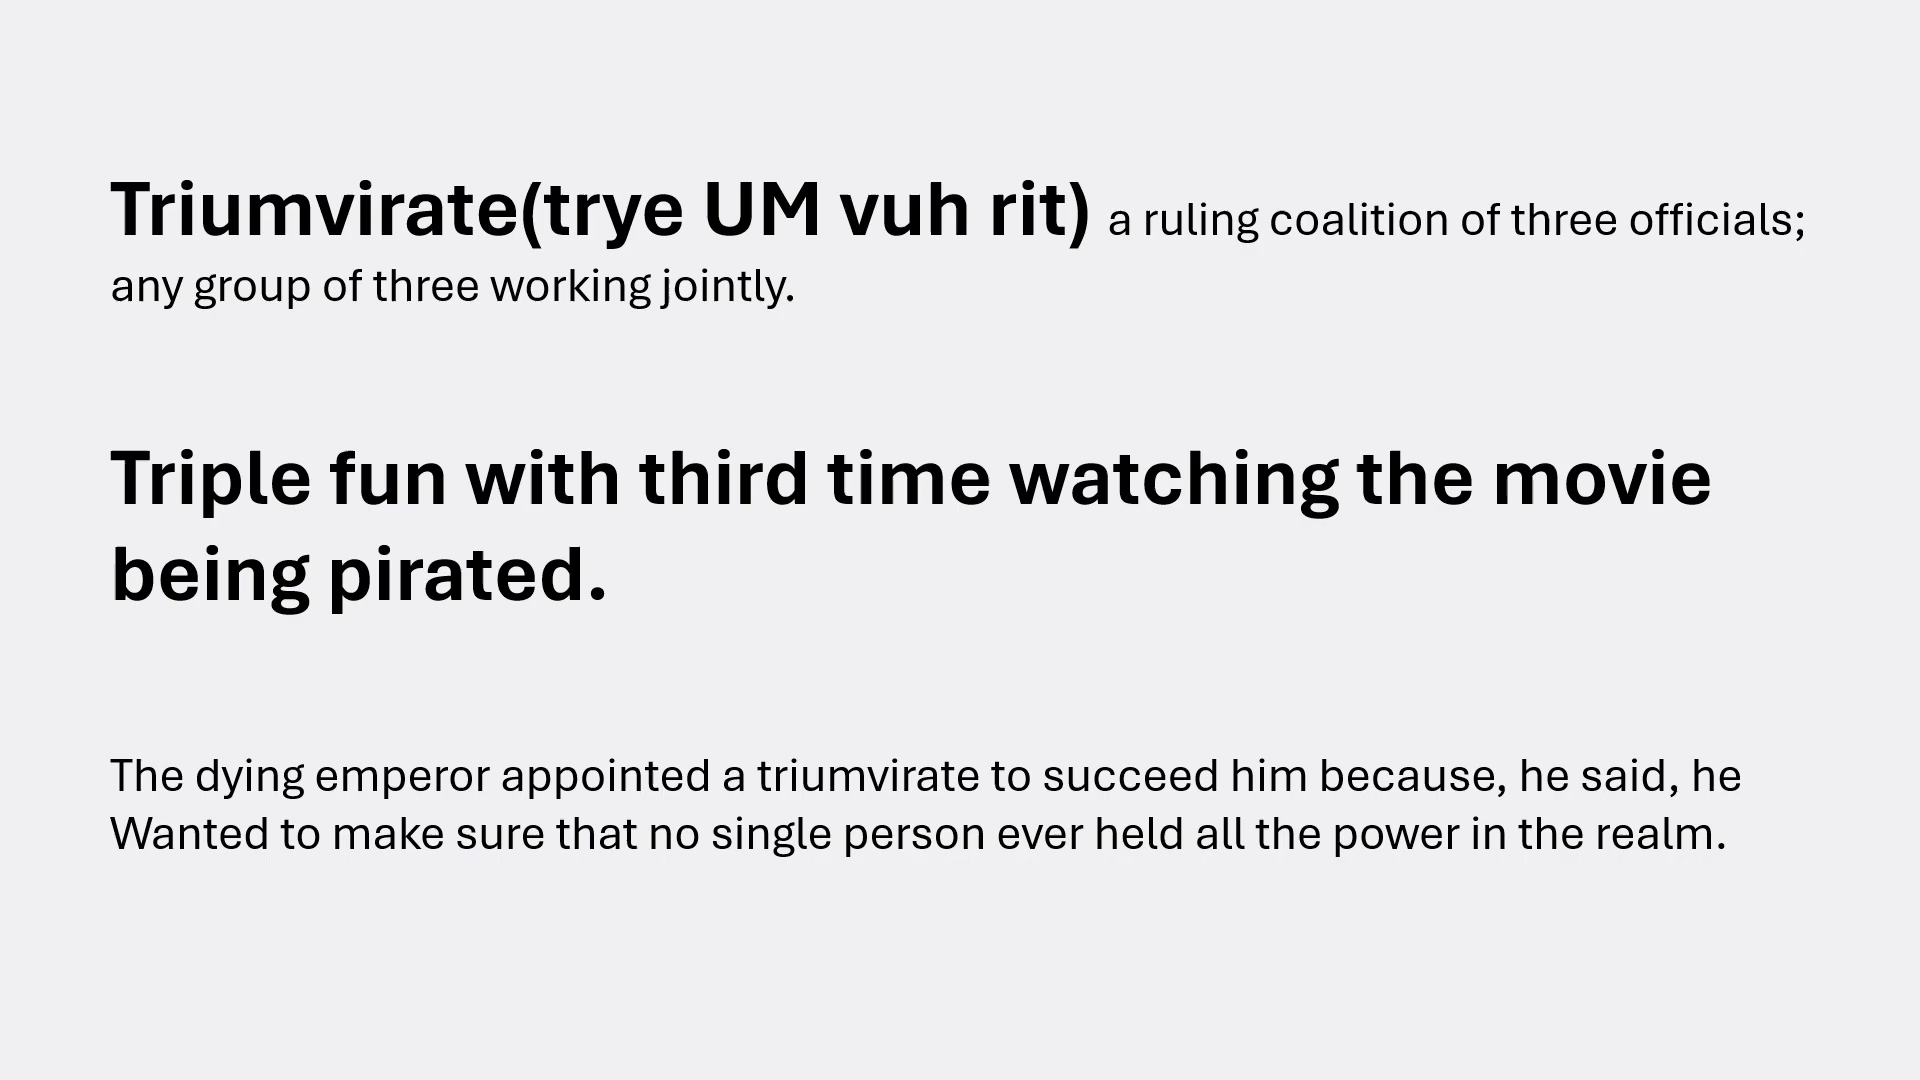 Triumvirate(trye UM vuh rit) a ruling coalition of three officials;
any group of three working jointly.
Triple fun with third time watching the movie
being pirated.
The dying emperor appointed a triumvirate to succeed him because, he said, he
Wanted to make sure that no single person ever held all the power in the realm.